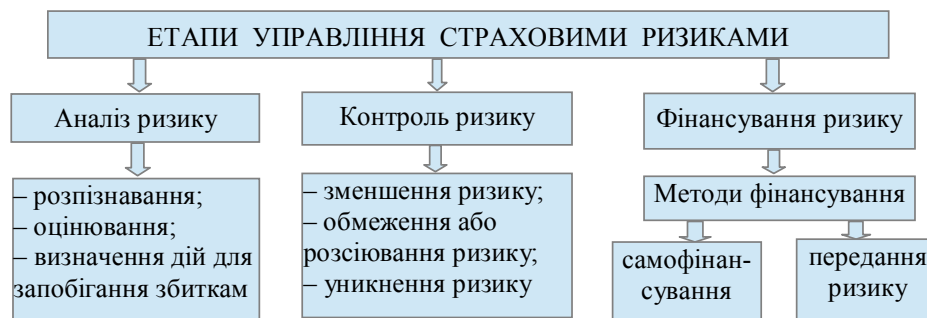 ЕТАПИ УПРАВЛІННЯ СТРАХОВИМИ РИЗИКАМИ
Аналіз ризику
Контроль ризику
Фінансування ризику
– розпізнавання;
– оцінювання;
– визначення дій для
запобігання збиткам
– зменшення ризику;
– обмеження або
розсіювання ризику;
– уникнення ризику
Методи фінансування
самофінан-
сування
передання
ризику